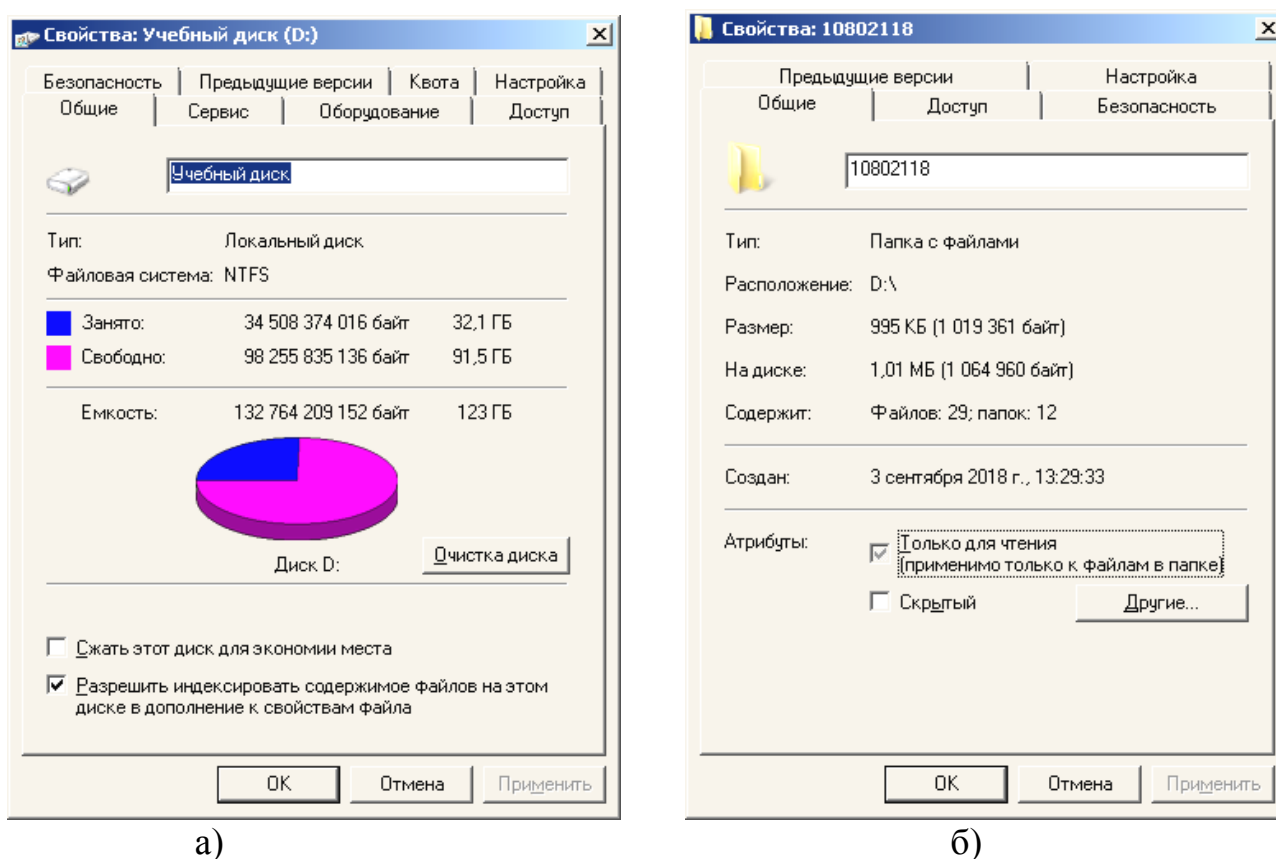 Свойства: Учебный диск (D:)
Безопасность Предыдущие версии Квота Настройка
Общие Сервис Оборудование Доступ
Учебный диск
Тип: Локальный диск
Файловая система: NTFS
Занято: 34 508 374 016 байт 32,1 ГБ
Свободно: 98 255 835 136 байт 91,5 ГБ
Емкость: 132 764 209 152 байт 123 ГБ
Диск D:
Очистка диска
Сжать этот диск для экономии места
Разрешить индексировать содержимое файлов на этом
диске в дополнение к свойствам файла
OK Отмена Применить
а)
Свойства: 10802118
Предыдущие версии Настройка
Общие Доступ Безопасность
10802118
Тип: Папка с файлами
Расположение: D:\
Размер: 995 КБ (1 019 361 байт)
На диске: 1,01 МБ (1 064 960 байт)
Содержит: Файлов: 29; папок: 12
Создан: 3 сентября 2018 г., 13:29:33
Атрибуты: Только для чтения
(применимо только к файлам в папке)
Скрытый Другие...
OK Отмена Применить
б)